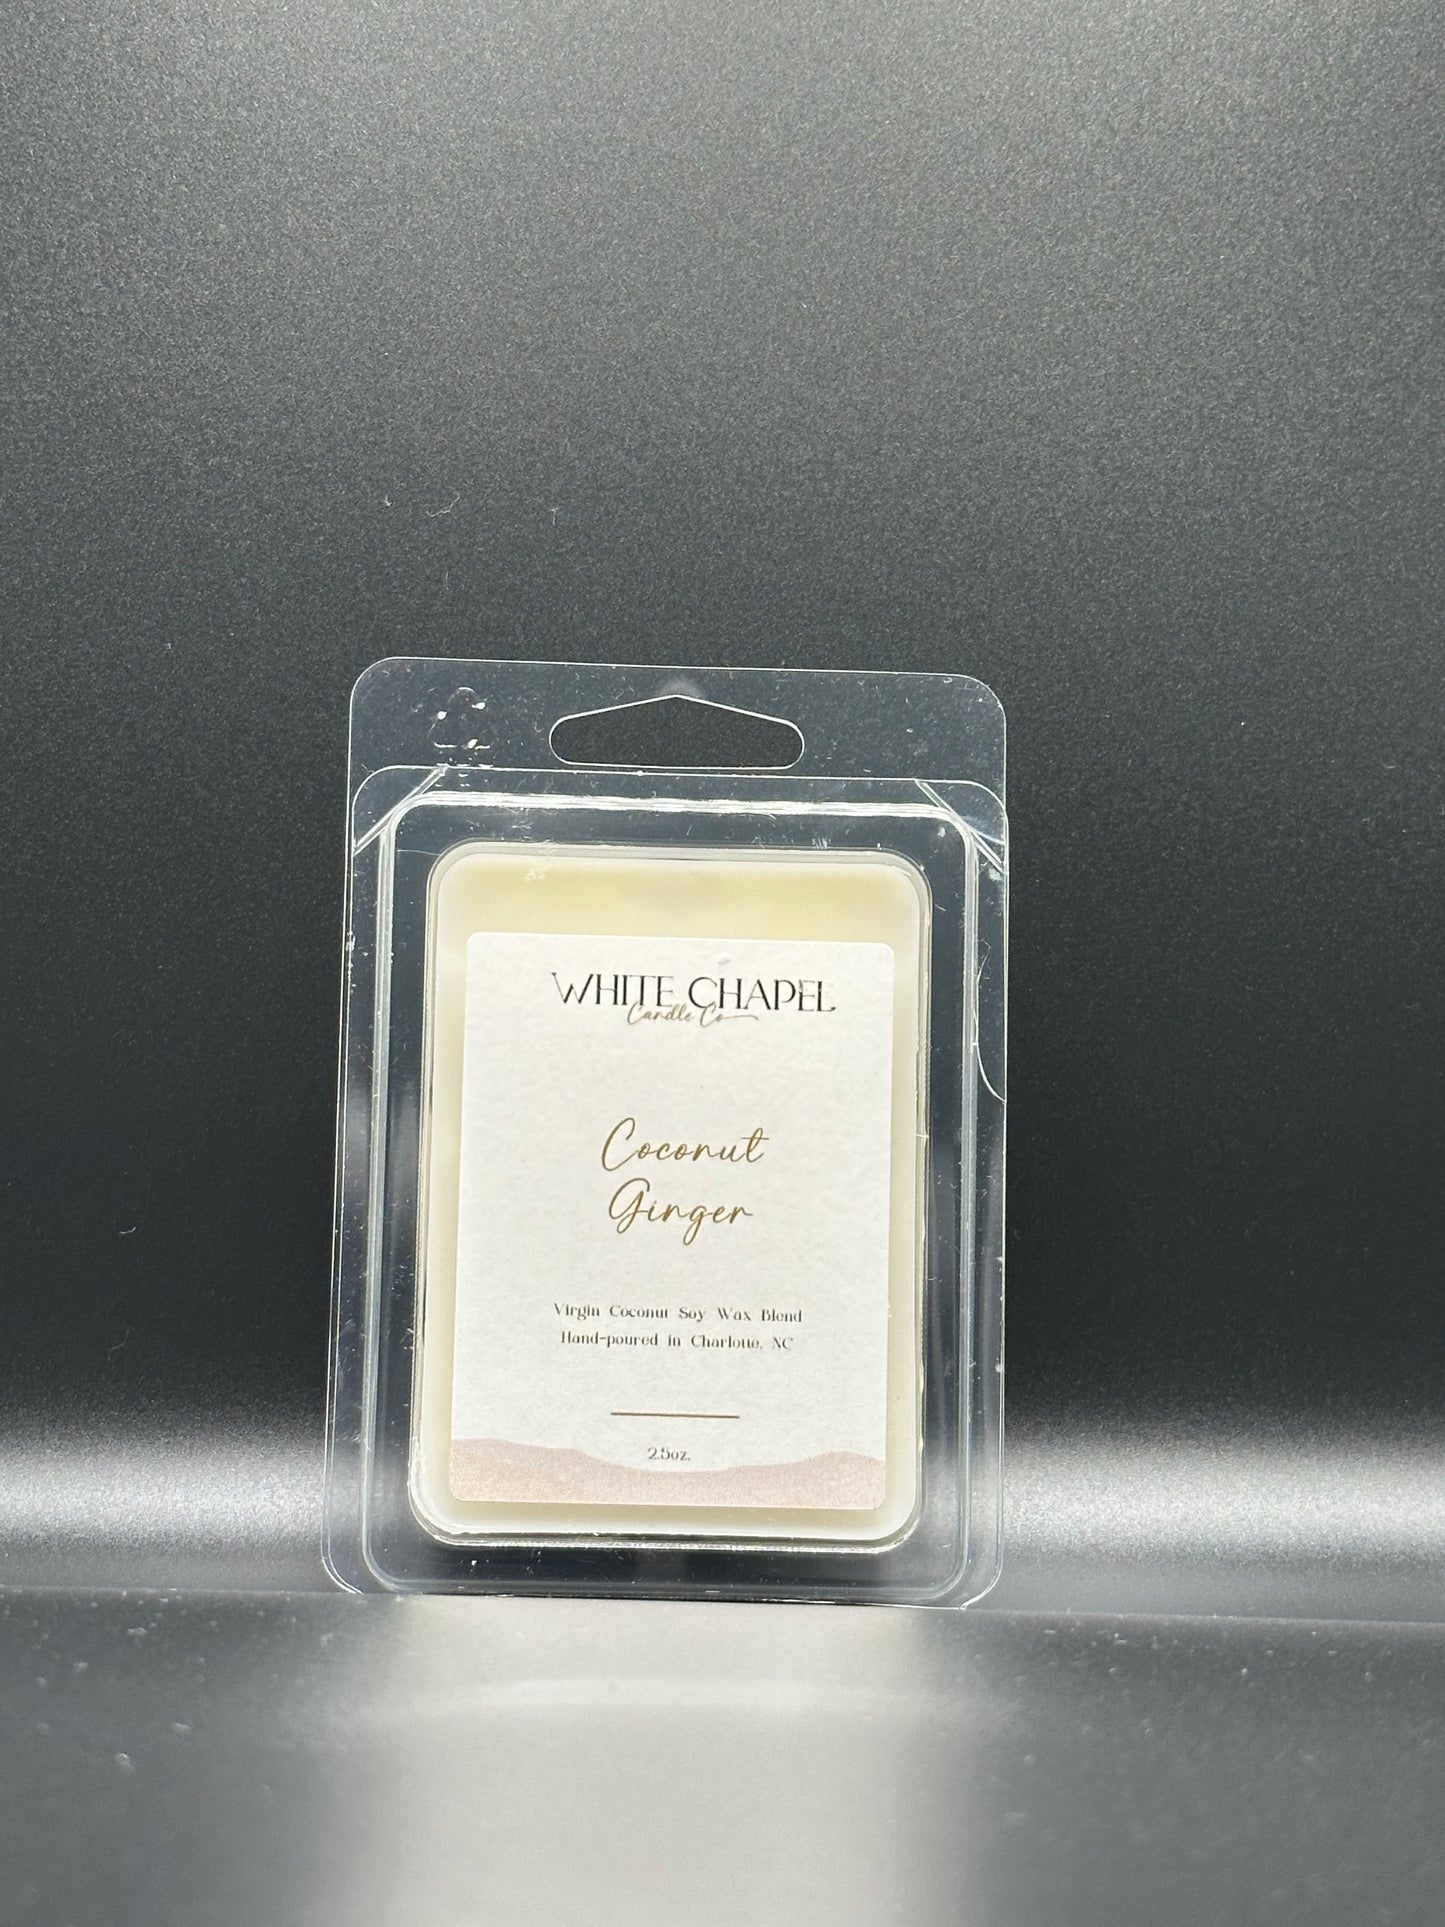 WHITE CHAPEL
Candle Co
Coconut
Ginger
Virgin Coconut Soy Wax Blend
Hand-poured in Charlotte, NC
2.5oz.